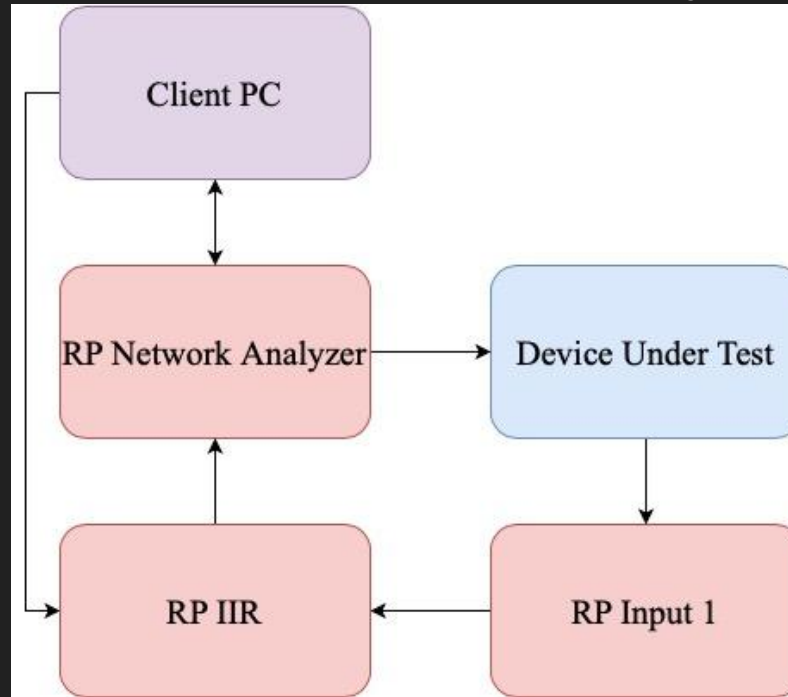 Client PC
RP Network Analyzer
Device Under Test
RP IIR
RP Input 1